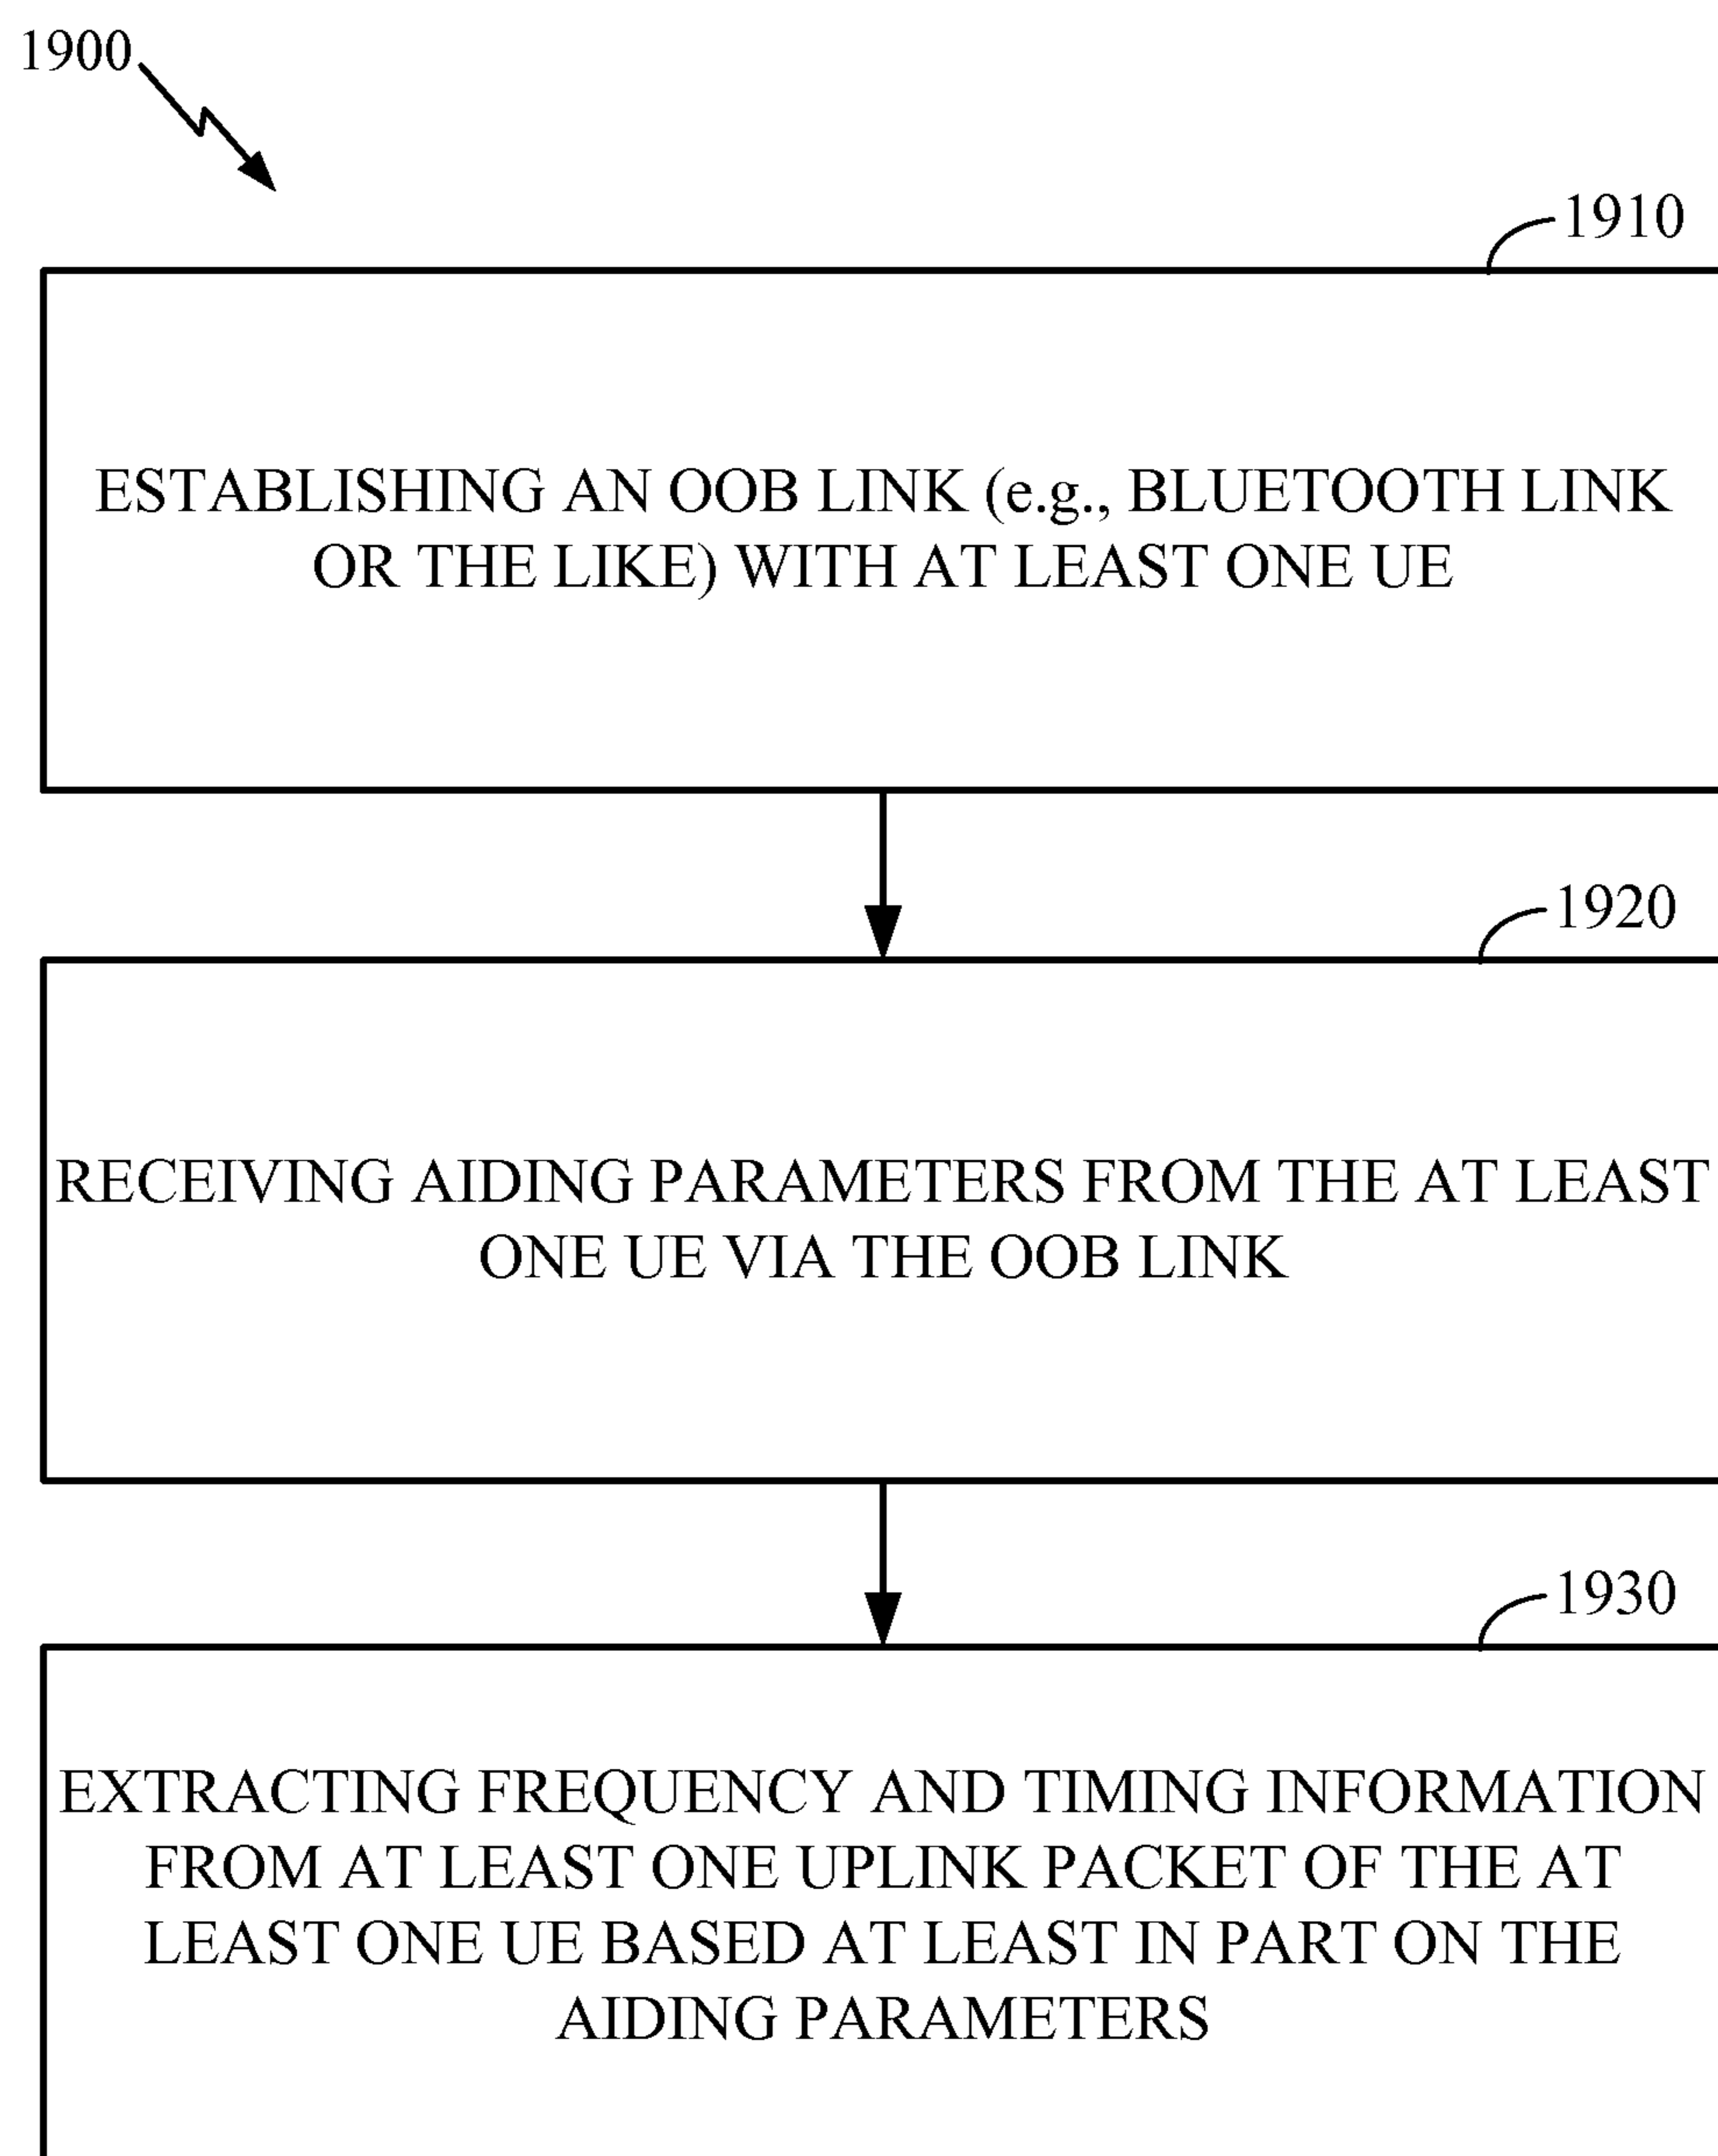 1900
1910
ESTABLISHING AN OOB LINK (e.g., BLUETOOTH LINK
OR THE LIKE) WITH AT LEAST ONE UE
1920
RECEIVING AIDING PARAMETERS FROM THE AT LEAST
ONE UE VIA THE OOB LINK
1930
EXTRACTING FREQUENCY AND TIMING INFORMATION
FROM AT LEAST ONE UPLINK PACKET OF THE AT
LEAST ONE UE BASED AT LEAST IN PART ON THE
AIDING PARAMETERS